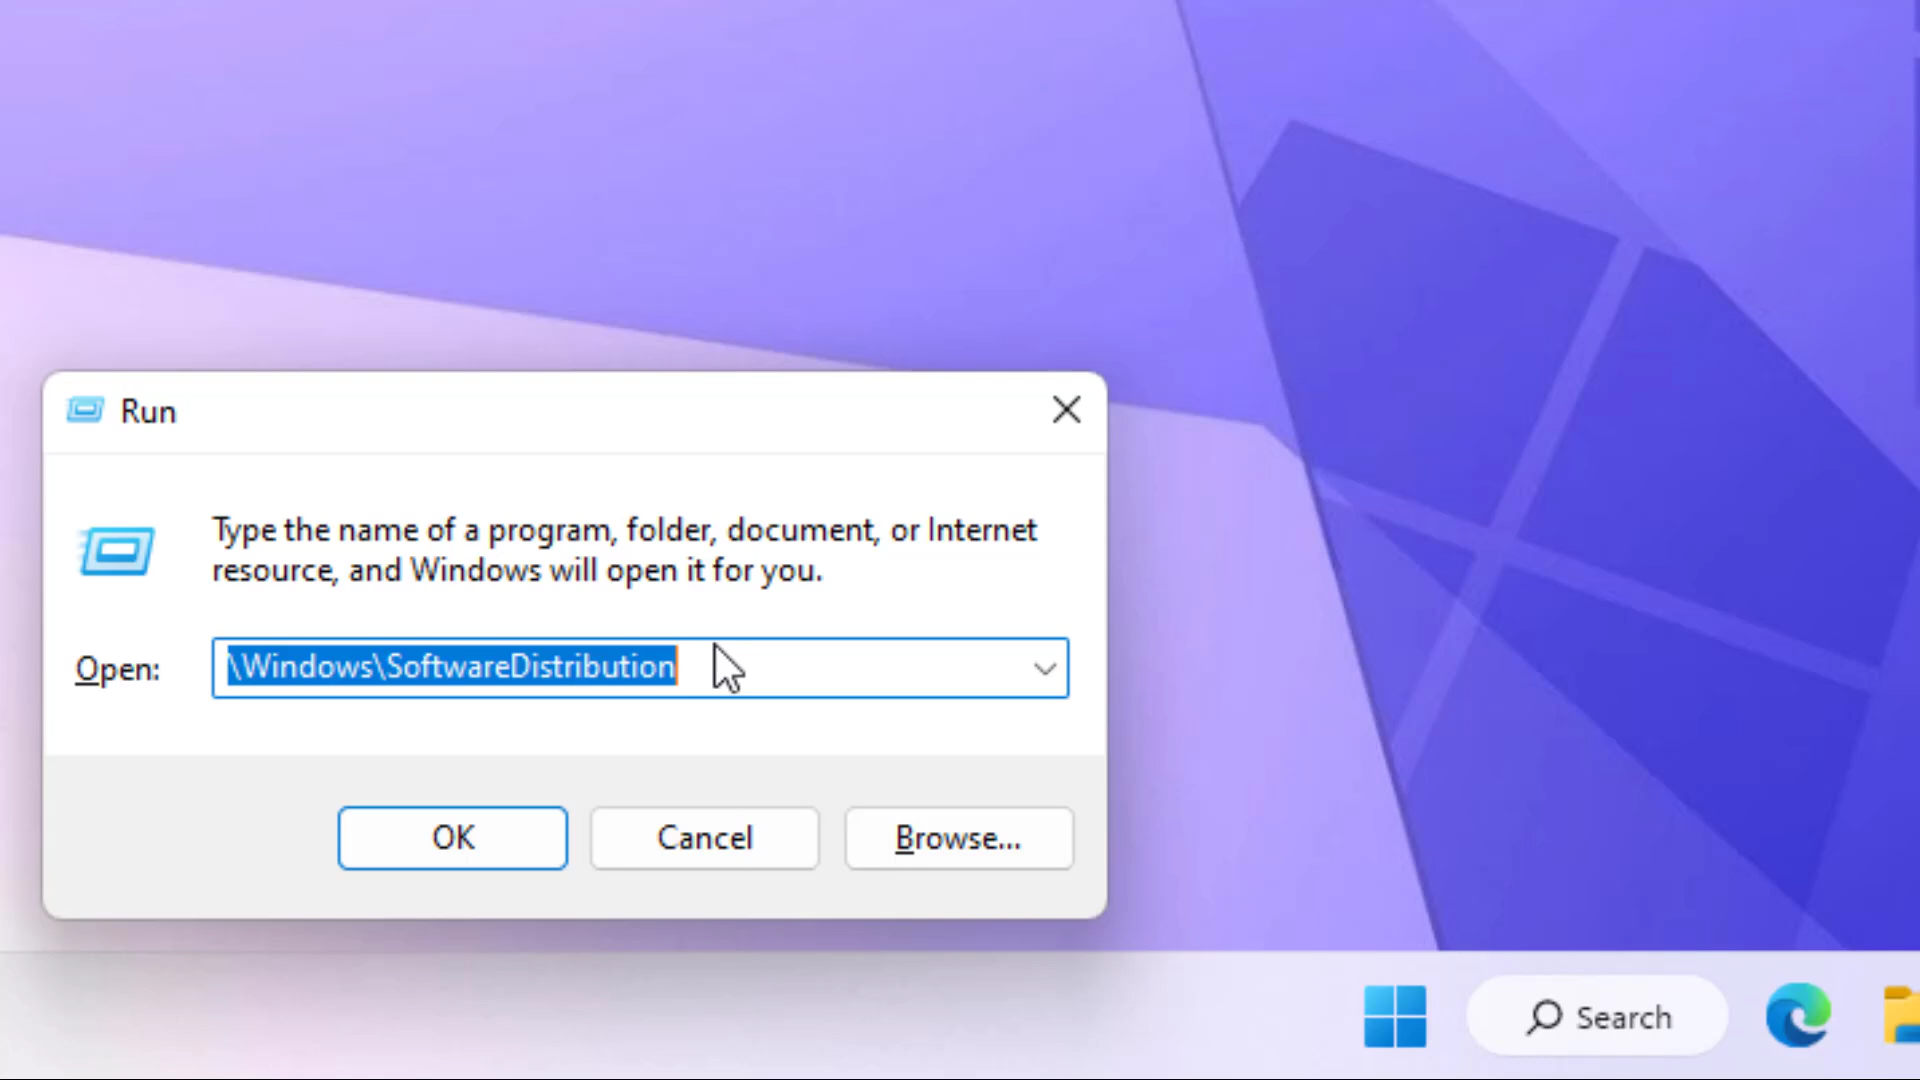 Run
Type the name of a program, folder, document, or Internet
resource, and Windows will open it for you.
Open: \Windows\SoftwareDistribution
OK Cancel Browse...
Search